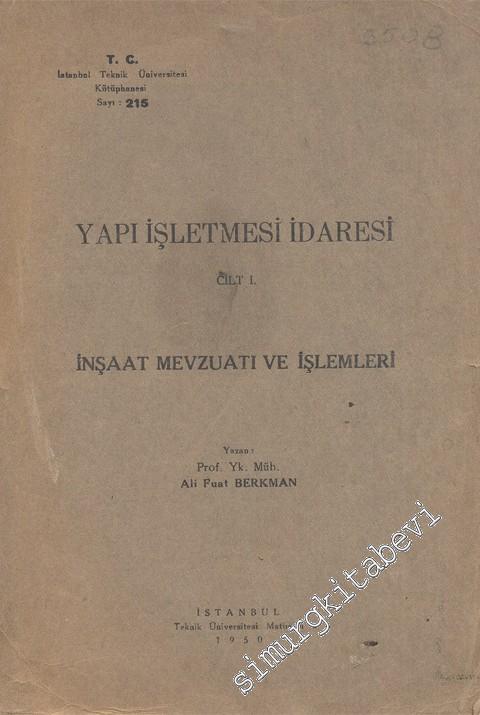 3508
T. C.
İstanbul Teknik Üniversitesi
Kütüphanesi
Sayı : 215
YAPI İŞLETMESİ İDARESİ
CİLT I.
İNŞAAT MEVZUATI VE İŞLEMLERİ
Yazan :
Prof. Yk. Müh.
Ali Fuat BERKMAN
İSTANBUL
Teknik Üniversitesi
1950
simurgkitabevi